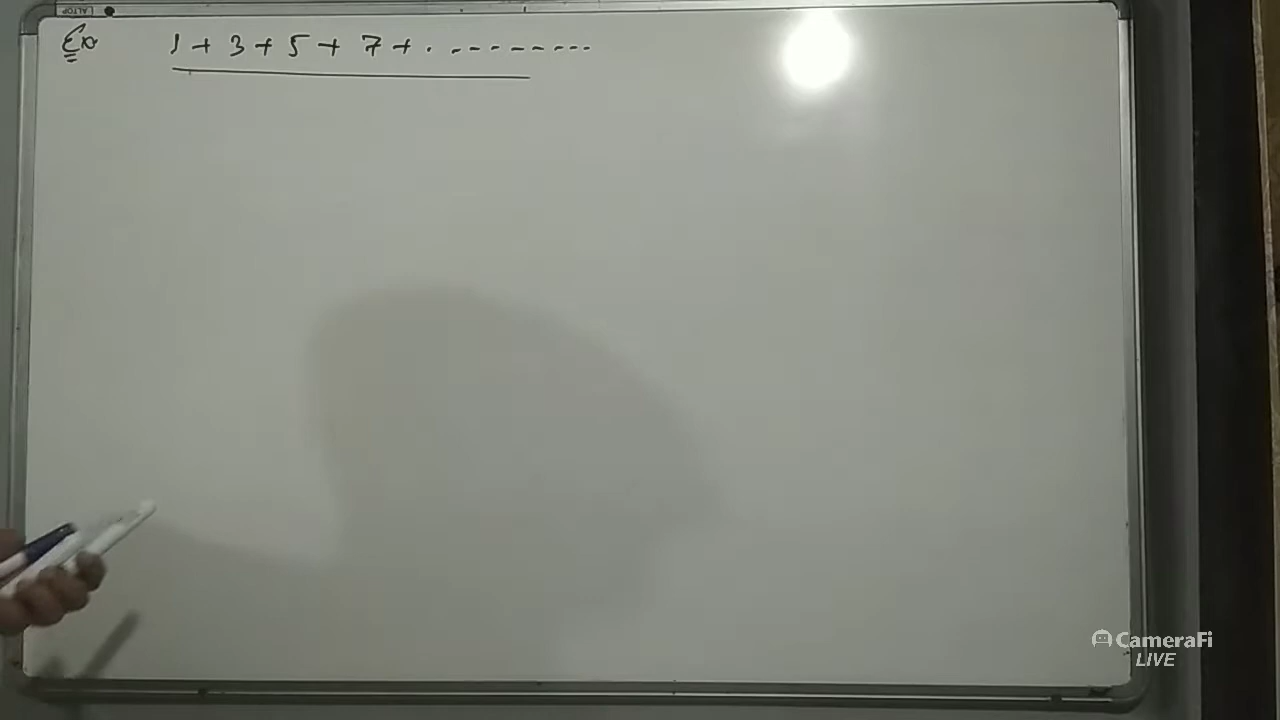 Ex 1 + 3 + 5 + 7 + . --------
CameraFi
LIVE